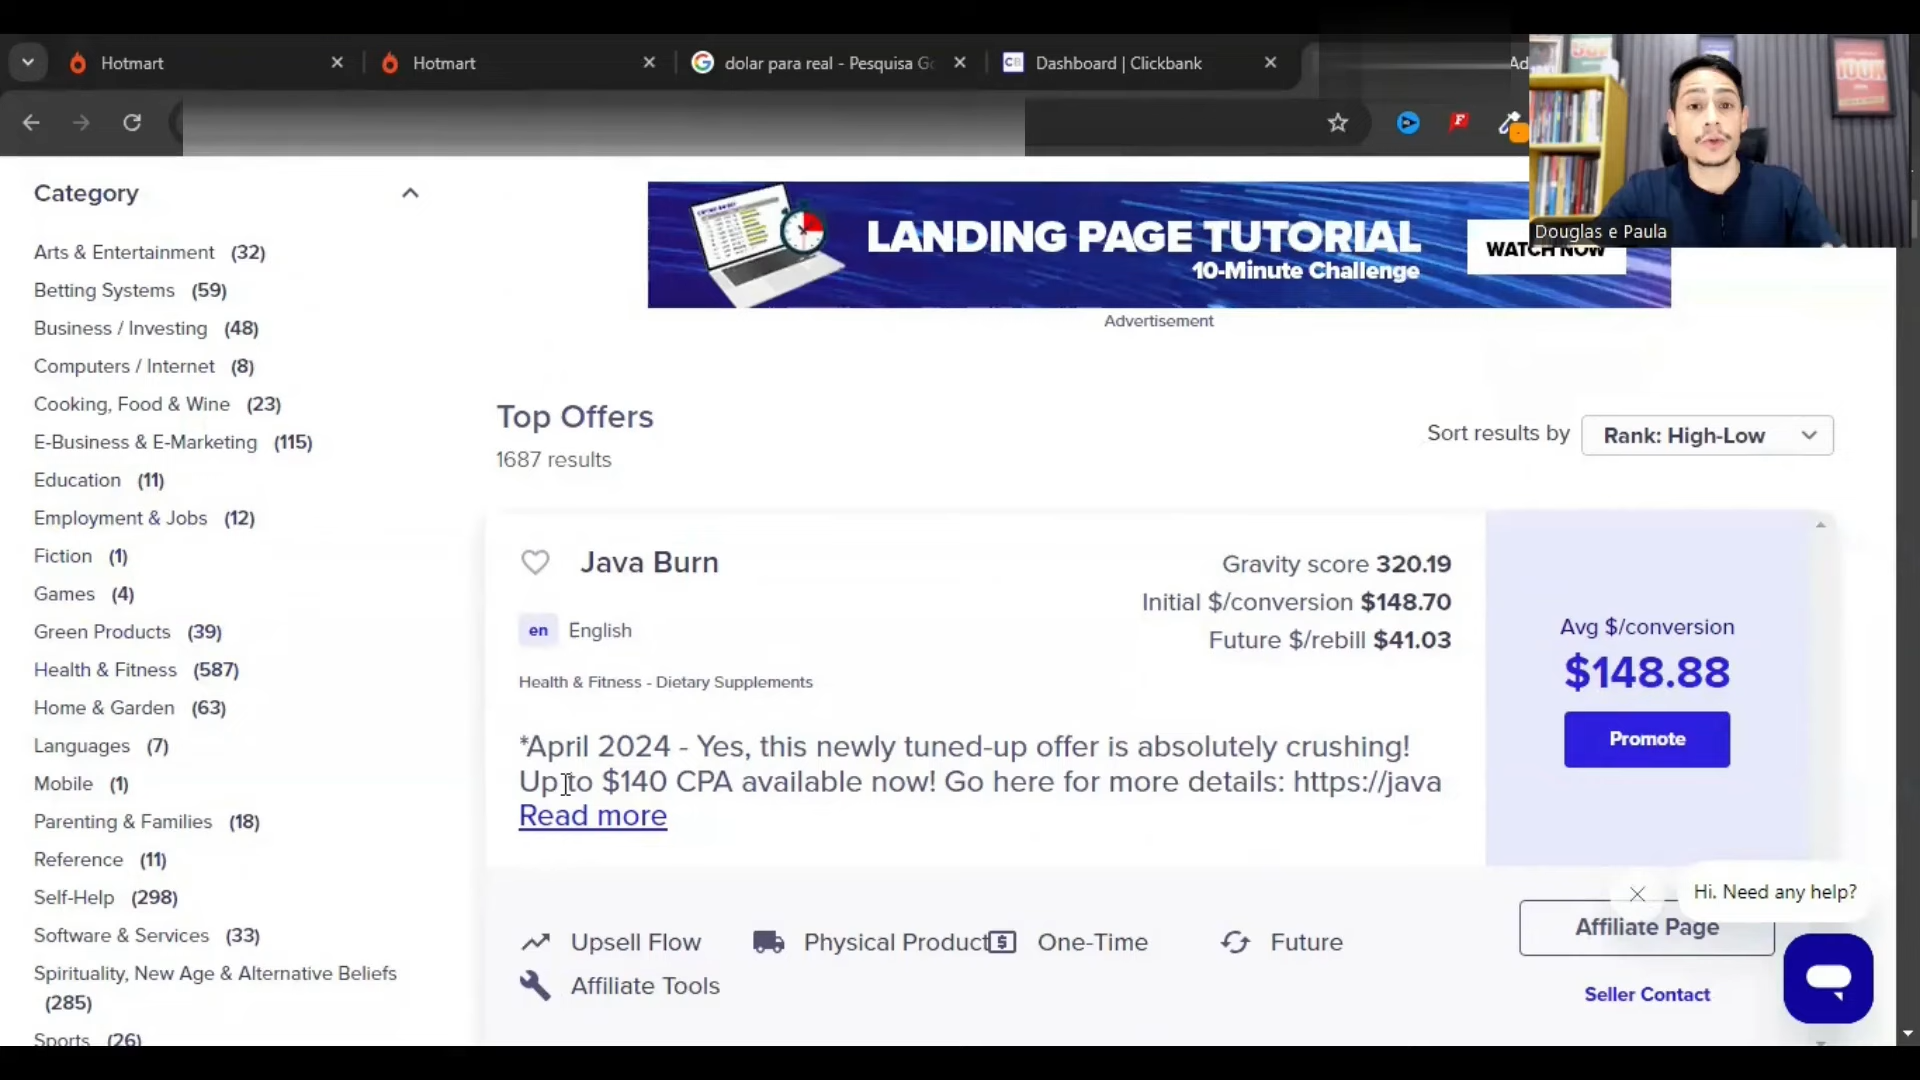 Hotmart
Hotmart
dolar para real - Pesquisa Go
CB
Dashboard | Clickbank
Ad
F
100K
Douglas e Paula
Category
Arts & Entertainment (32)
Betting Systems (59)
Business / Investing (48)
Computers / Internet (8)
Cooking, Food & Wine (23)
E-Business & E-Marketing (115)
Education (11)
Employment & Jobs (12)
Fiction (1)
Games (4)
Green Products (39)
Health & Fitness (587)
Home & Garden (63)
Languages (7)
Mobile (1)
Parenting & Families (18)
Reference (11)
Self-Help (298)
Software & Services (33)
Spirituality, New Age & Alternative Beliefs
(285)
Sports (26)
LANDING PAGE TUTORIAL
10-Minute Challenge
WATCH NOW
Advertisement
Top Offers
1687 results
Sort results by
Rank: High-Low
Java Burn
en English
Health & Fitness - Dietary Supplements
Gravity score 320.19
Initial $/conversion $148.70
Future $/rebill $41.03
*April 2024 - Yes, this newly tuned-up offer is absolutely crushing!
Up to $140 CPA available now! Go here for more details: https://java
Read more
Avg $/conversion
$148.88
Promote
Upsell Flow
Physical Product
$
One-Time
Future
Affiliate Tools
Hi. Need any help?
Affiliate Page
Seller Contact